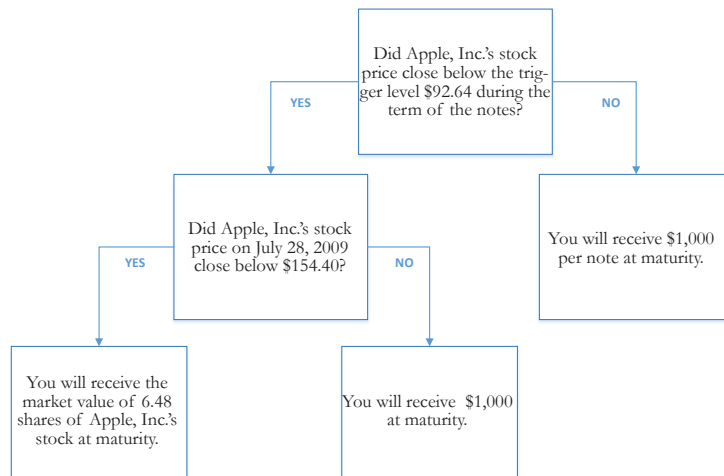 Did Apple, Inc.'s stock
price close below the trig-
ger level $92.64 during the
term of the notes?
YES
NO
Did Apple, Inc.'s stock
price on July 28, 2009
close below $154.40?
You will receive $1,000
per note at maturity.
YES
NO
You will receive the
market value of 6.48
shares of Apple, Inc.'s
stock at maturity.
You will receive $1,000
at maturity.